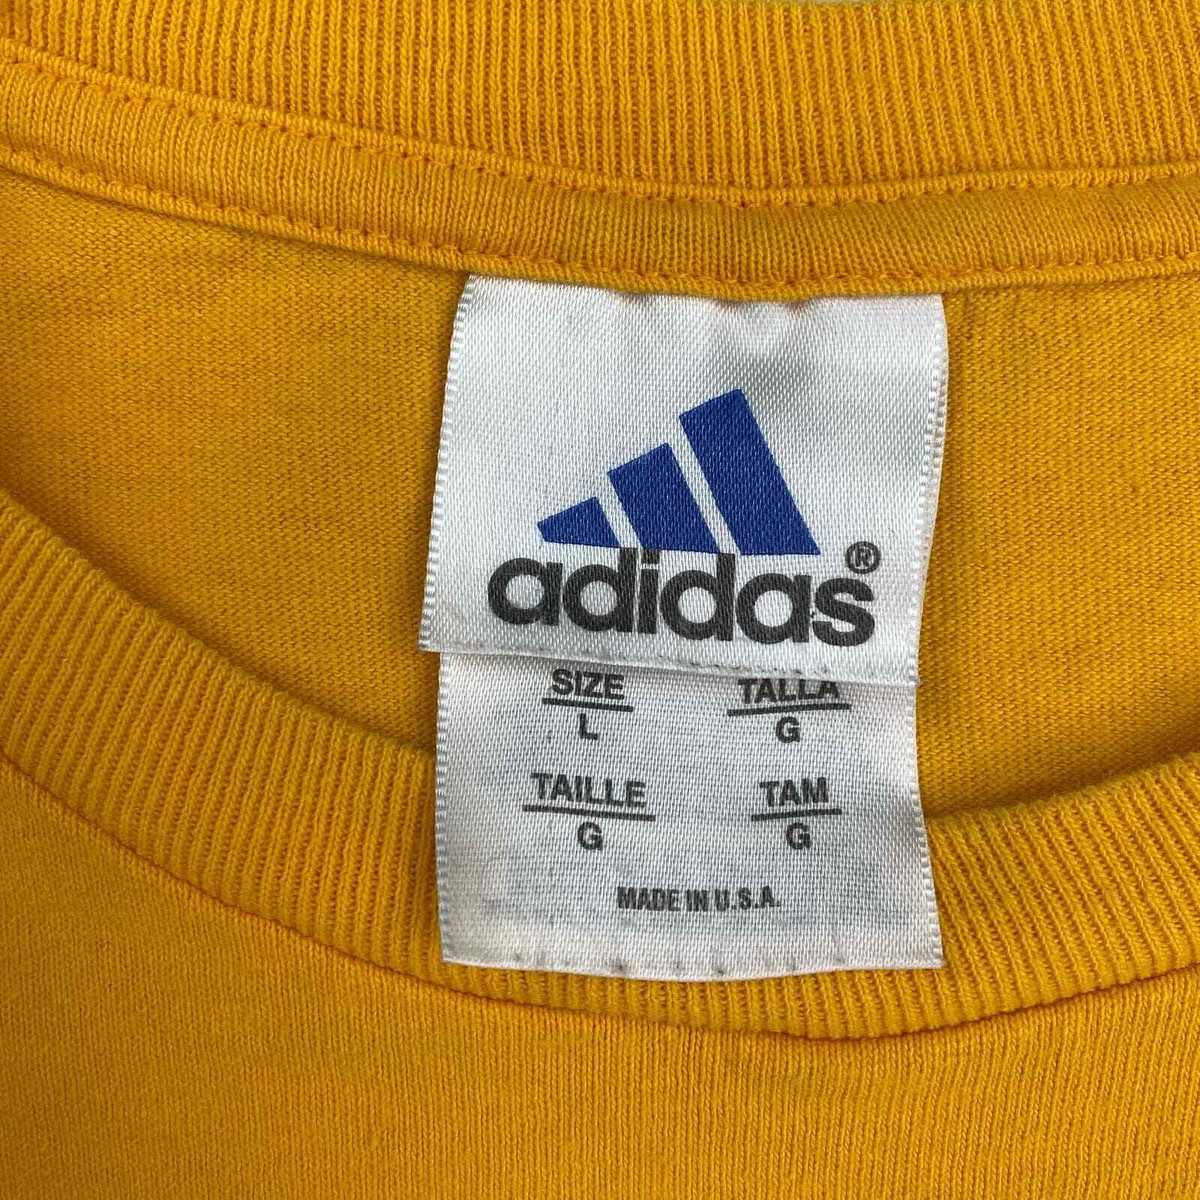 adidas®
SIZE TALLA
L G
TAILLE TAM
G G
MADE IN U.S.A.